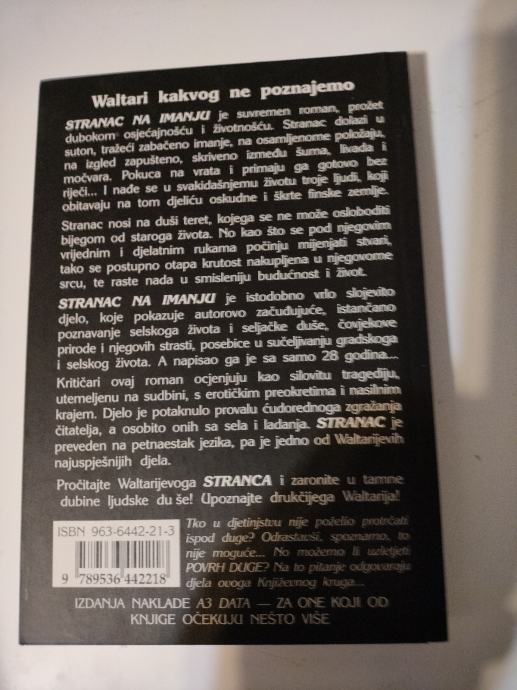 Waltari kakvog ne poznajemo
STRANAC NA IMANJU je suvremen roman, prožet
dubokom osjećajnošću i životnošću. Stranac dolazi u
suton, tražeći zabačeno imanje, na osamljenome položaju,
na izgled zapušteno, skriveno između šuma, livada i
močvara. Pokuca na vrata i primaju ga gotovo bez
riječi... I nađe se u svakidašnjemu životu troje ljudi, koji
obitavaju na tom djeliću oskudne i škrte finske zemlje.
Stranac nosi na duši teret, kojega se ne može osloboditi
bijegom od staroga života. No kao što se pod njegovim
vrijednim i djelatnim rukama počinju mijenjati stvari,
tako se postupno otapa krutost nakupljena u njegovome
srcu, te raste nada u smisleniju budućnost i život.
STRANAC NA IMANJU je istodobno vrlo slojevito
djelo, koje pokazuje autorovo začuđujuće, istančano
poznavanje selskoga života i seljačke duše, čovjekove
prirode i njegovih strasti, posebice u sučeljivanju gradskoga
i selskog života. A napisao ga je sa samo 28 godina...
Kritičari ovaj roman ocjenjuju kao silovitu tragediju,
utemeljenu na sudbini, s erotičkim preokretima i nasilnim
krajem. Djelo je potaknulo provalu ćudorednoga zgražanja
čitatelja, a osobito onih sa sela i ladanja. STRANAC je
preveden na petnaestak jezika, pa je jedno od Waltarijevih
najuspješnijih djela.
Pročitajte Waltarijevoga STRANCA i zaronite u tamne
dubine ljudske du še! Upoznajte drukčijega Waltarija!
ISBN 963-6442-21-3
9 789536 442218
Tko u djetinjstvu nije poželio protrčati
ispod duge? Odrastavši, spoznamo, to
nije moguće... No možemo li uzletjeti
POVRH DUGE? Na to pitanje odgovaraju
djela ovoga Književnog kruga...
IZDANJA NAKLADE A3 DATA — ZA ONE KOJI OD
KNJIGE OČEKUJU NEŠTO VIŠE